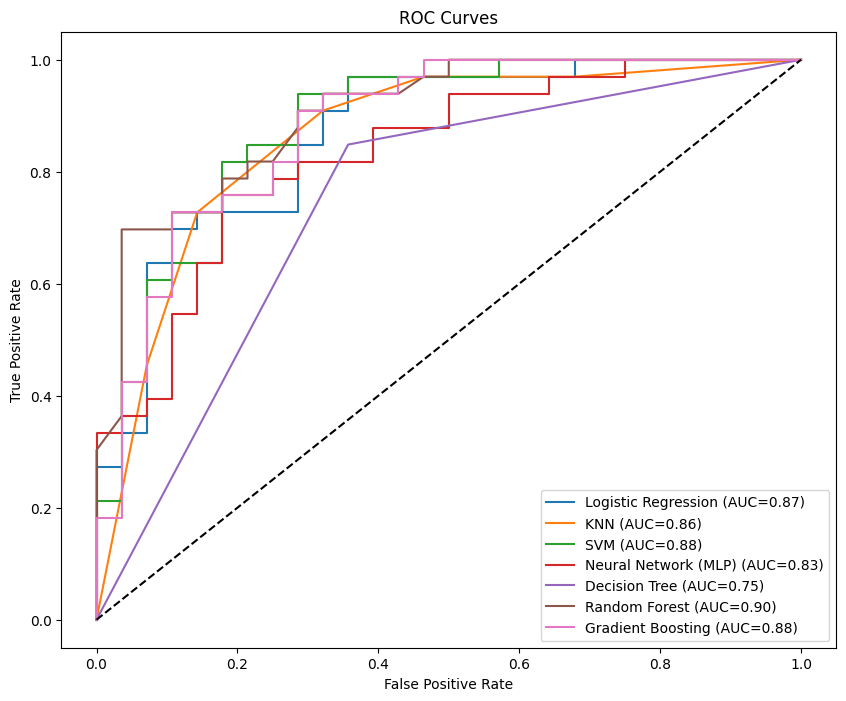 ROC Curves
True Positive Rate
1.0
0.8
0.6
0.4
0.2
0.0
0.0 0.2 0.4 0.6 0.8 1.0
False Positive Rate
Logistic Regression (AUC=0.87)
KNN (AUC=0.86)
SVM (AUC=0.88)
Neural Network (MLP) (AUC=0.83)
Decision Tree (AUC=0.75)
Random Forest (AUC=0.90)
Gradient Boosting (AUC=0.88)